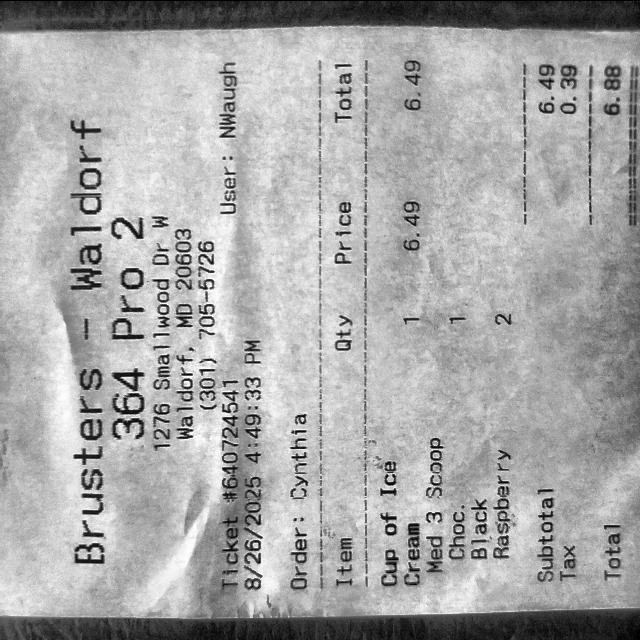 Brusters - Waldorf
364 Pro 2
1276 Smallwood Dr W
Waldorf, MD 20603
(301) 705-5726
Ticket #640724541 User: NWaugh
8/26/2025 4:49:33 PM
Order: Cynthia
Item Qty Price Total
Cup of Ice
Cream 1 6.49 6.49
Med 3 Scoop
Choc. 1
Black
Raspberry 2
Subtotal 6.49
Tax 0.39
Total 6.88